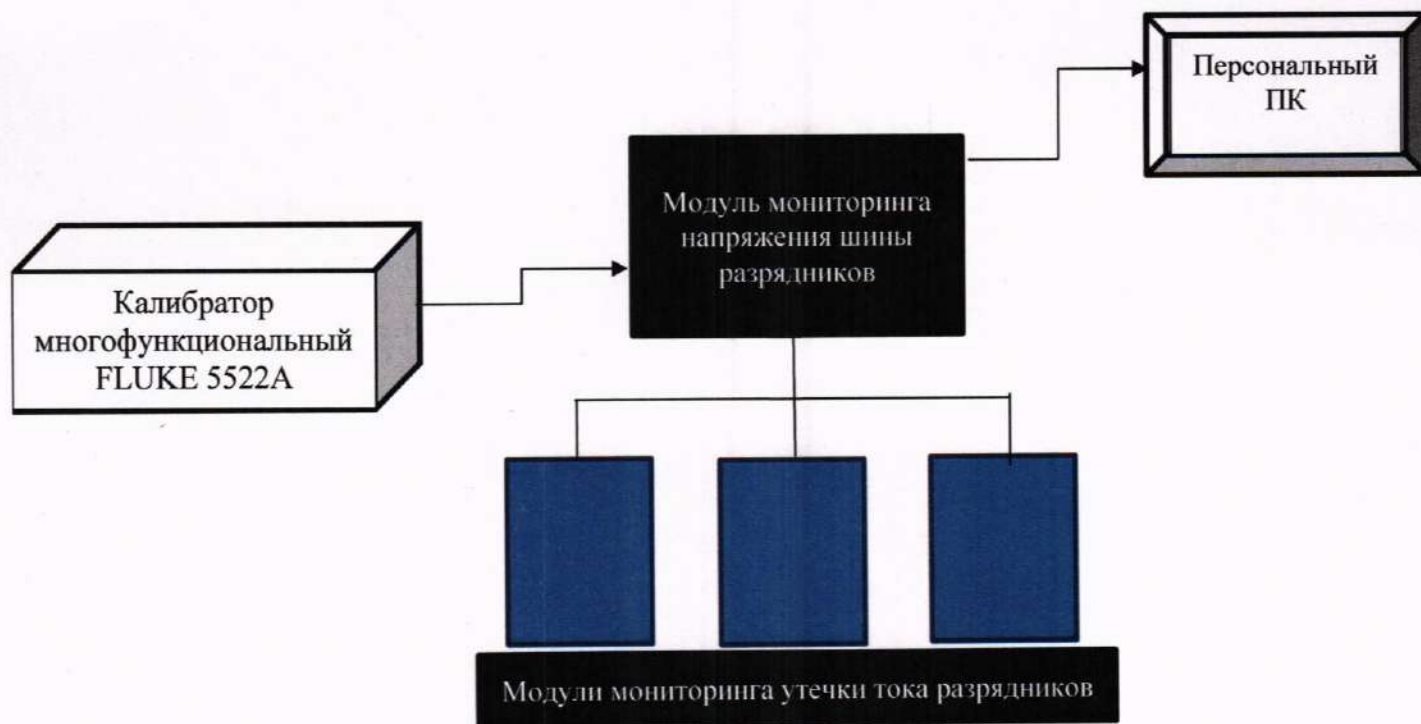 Персональный
ПК
Модуль мониторинга
напряжения шины
разрядников
Калибратор
многофункциональный
FLUKE 5522A
Модули мониторинга утечки тока разрядников